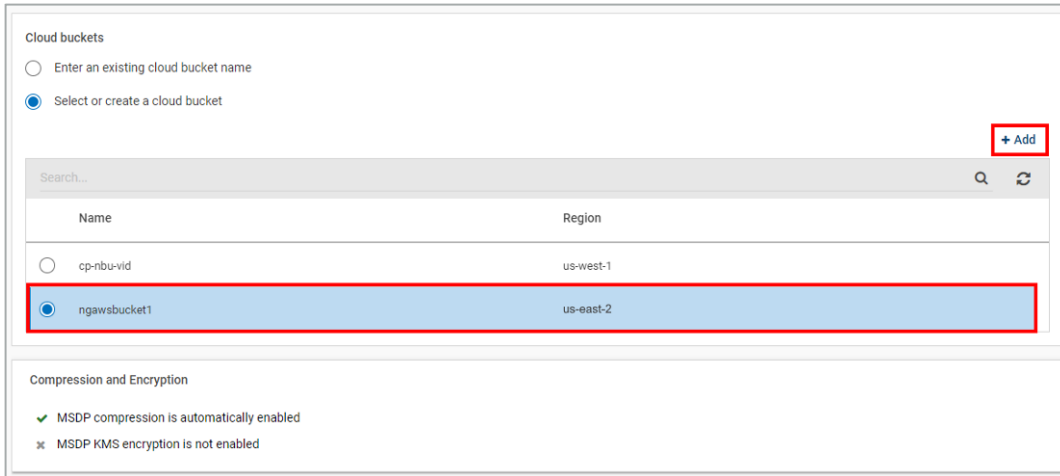 Cloud buckets
Enter an existing cloud bucket name
Select or create a cloud bucket
+ Add
Search...
Name Region
cp-nbu-vid us-west-1
ngawsbucket1 us-east-2
Compression and Encryption
MSDP compression is automatically enabled
MSDP KMS encryption is not enabled